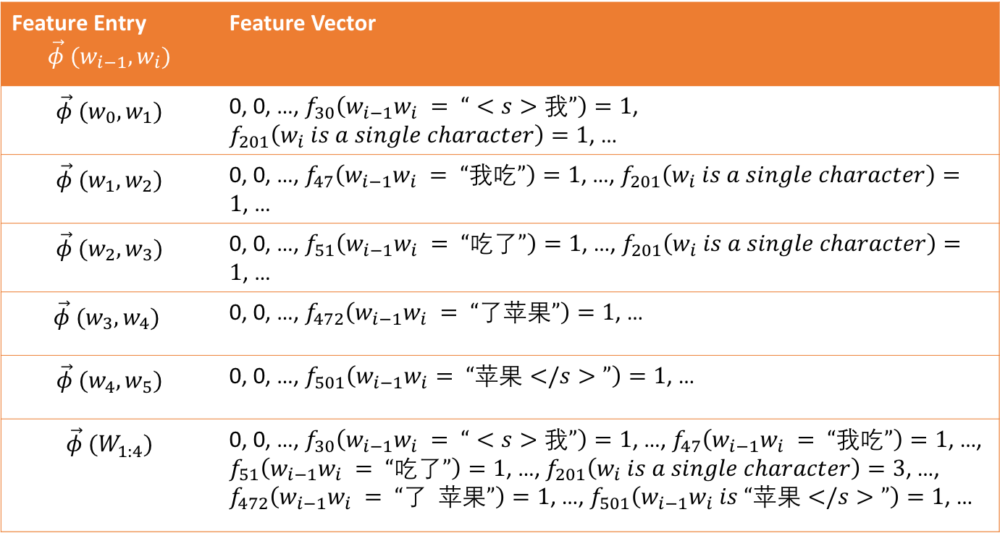 Feature Entry Feature Vector
$\vec{\phi}\,(w_{i-1}, w_i)$
$\vec{\phi}\,(w_0, w_1)$ 0, 0, ..., $f_{30}(w_{i-1}w_i$ = “ < s > 我”) = 1,
$f_{201}(w_i$ is a single character) = 1, ...
$\vec{\phi}\,(w_1, w_2)$ 0, 0, ..., $f_{47}(w_{i-1}w_i$ = “我吃”) = 1, ..., $f_{201}(w_i$ is a single character) =
1, ...
$\vec{\phi}\,(w_2, w_3)$ 0, 0, ..., $f_{51}(w_{i-1}w_i$ = “吃了”) = 1, ..., $f_{201}(w_i$ is a single character) =
1, ...
$\vec{\phi}\,(w_3, w_4)$ 0, 0, ..., $f_{472}(w_{i-1}w_i$ = “了苹果”) = 1, ...
$\vec{\phi}\,(w_4, w_5)$ 0, 0, ..., $f_{501}(w_{i-1}w_i$ = “苹果 </s > ”) = 1, ...
$\vec{\phi}\,(W_{1:4})$ 0, 0, ..., $f_{30}(w_{i-1}w_i$ = “ < s > 我”) = 1, ..., $f_{47}(w_{i-1}w_i$ = “我吃”) = 1, ...,
$f_{51}(w_{i-1}w_i$ = “吃了”) = 1, ..., $f_{201}(w_i$ is a single character) = 3, ...,
$f_{472}(w_{i-1}w_i$ = “了 苹果”) = 1, ..., $f_{501}(w_{i-1}w_i$ is “苹果 </s > ”) = 1, ...